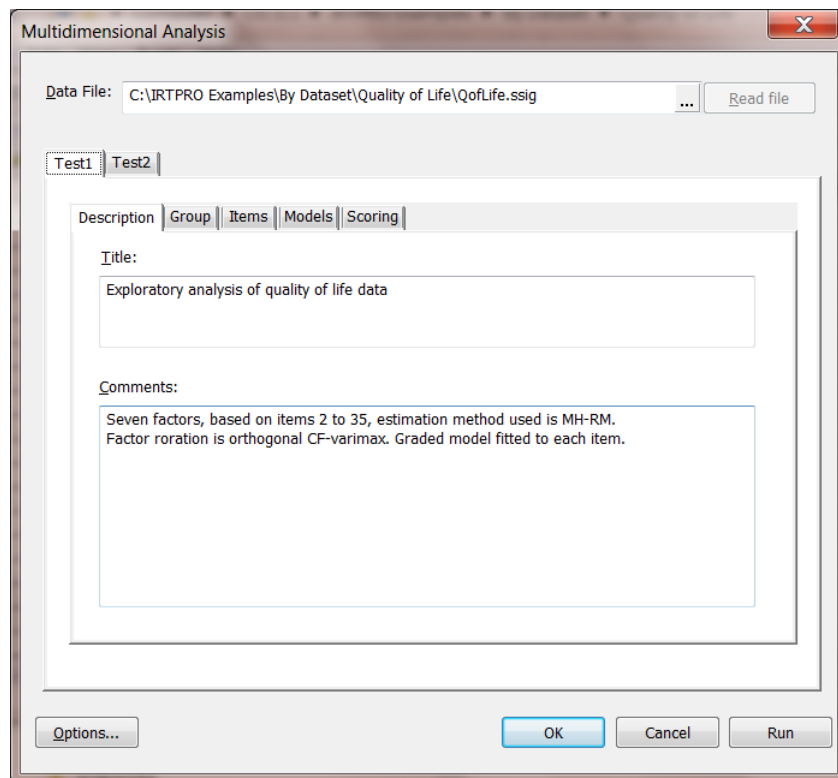 Multidimensional Analysis
X
Data File: C:\IRTPRO Examples\By Dataset\Quality of Life\QofLife.ssig ... Read file
Test1 Test2
Description Group Items Models Scoring
Title:
Exploratory analysis of quality of life data
Comments:
Seven factors, based on items 2 to 35, estimation method used is MH-RM.
Factor roration is orthogonal CF-varimax. Graded model fitted to each item.
Options... OK Cancel Run